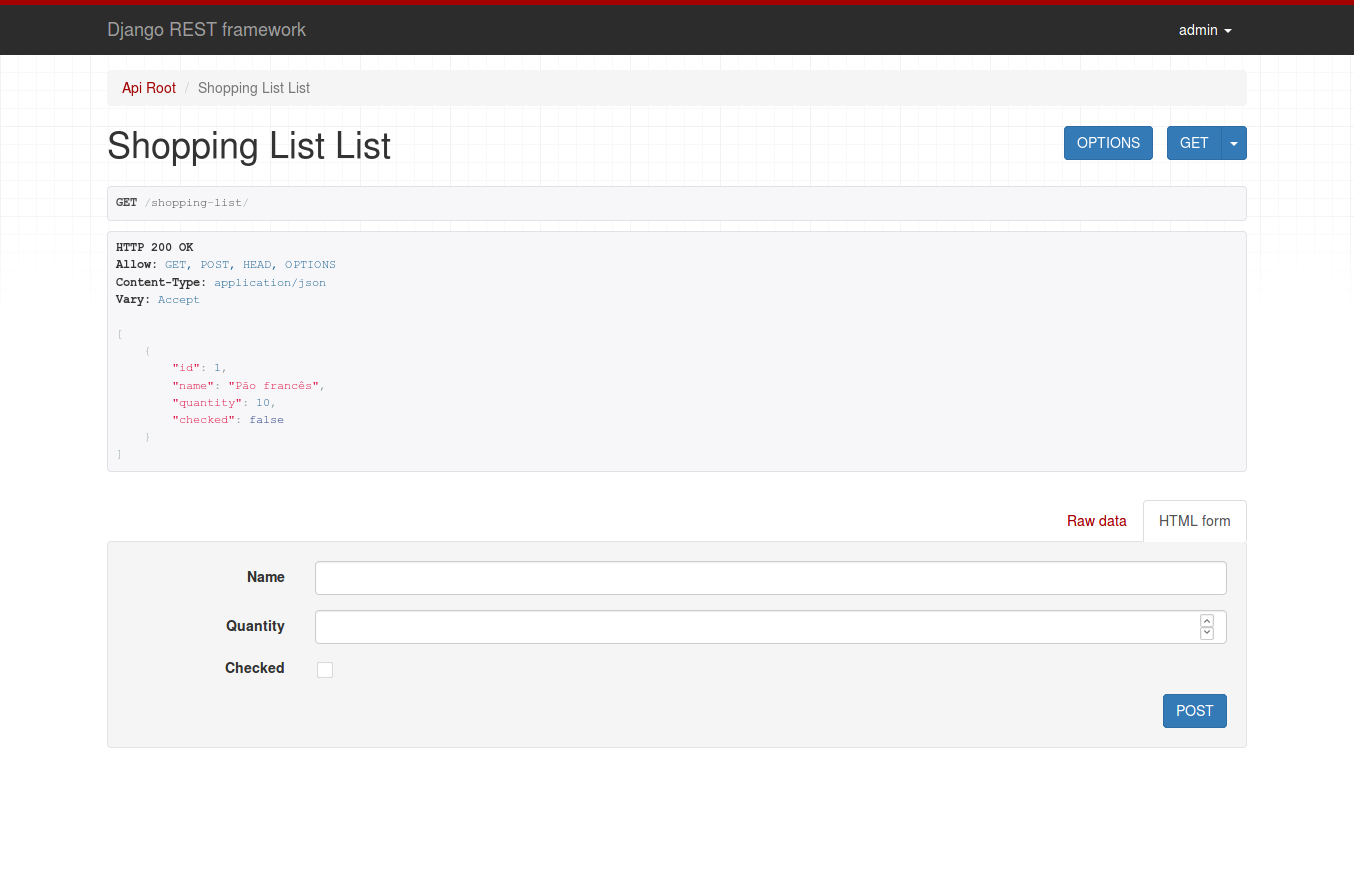 Django REST framework
admin
Api Root / Shopping List List
Shopping List List
OPTIONS
GET
GET /shopping-list/
HTTP 200 OK
Allow: GET, POST, HEAD, OPTIONS
Content-Type: application/json
Vary: Accept
[
    {
        "id": 1,
        "name": "Pão francês",
        "quantity": 10,
        "checked": false
    }
]
Raw data
HTML form
Name
Quantity
Checked
POST